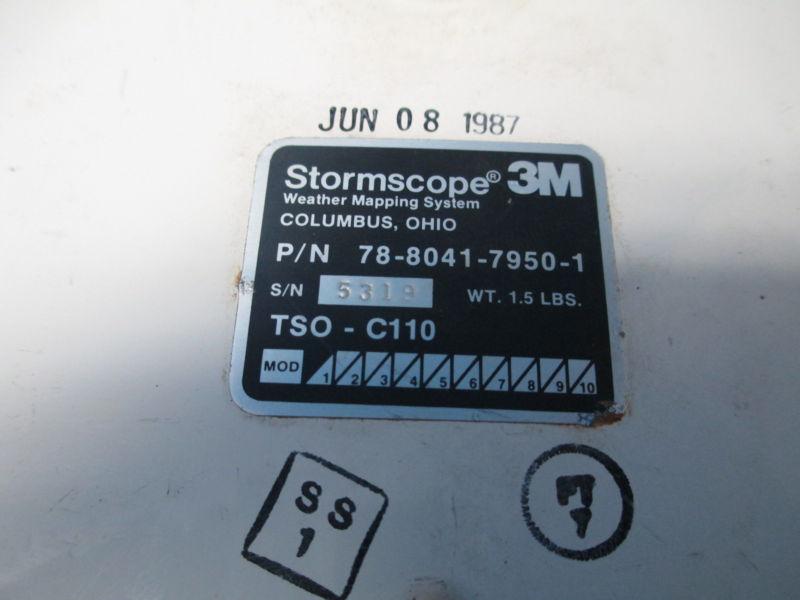 JUN 08 1987
Stormscope® 3M
Weather Mapping System
COLUMBUS, OHIO
P/N 78-8041-7950-1
S/N 5319 WT. 1.5 LBS.
TSO - C110
MOD 1 2 3 4 5 6 7 8 9 10
SS
1